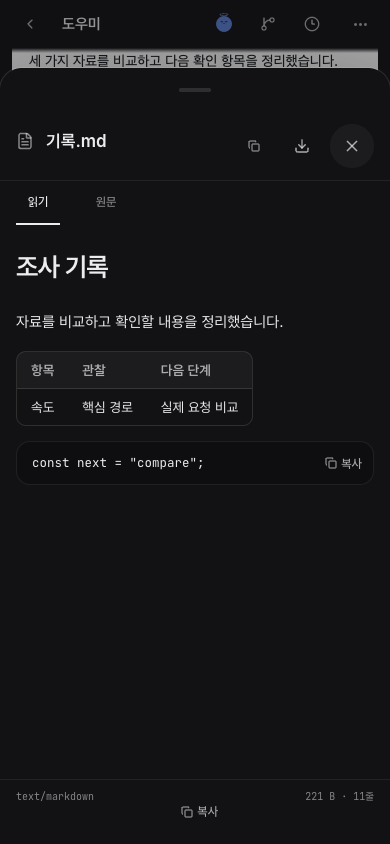 도우미
세 가지 자료를 비교하고 다음 확인 항목을 정리했습니다.
기록.md
읽기 원문
조사 기록
자료를 비교하고 확인할 내용을 정리했습니다.
항목 관찰 다음 단계
속도 핵심 경로 실제 요청 비교
const next = "compare"; 복사
text/markdown 221 B · 11줄
복사